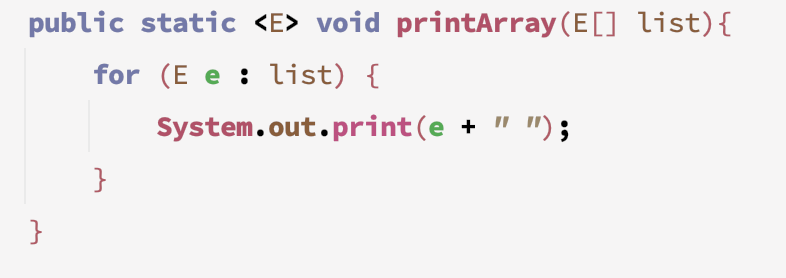 public static <E> void printArray(E[] list){
for (E e : list) {
System.out.print(e + " ");
}
}